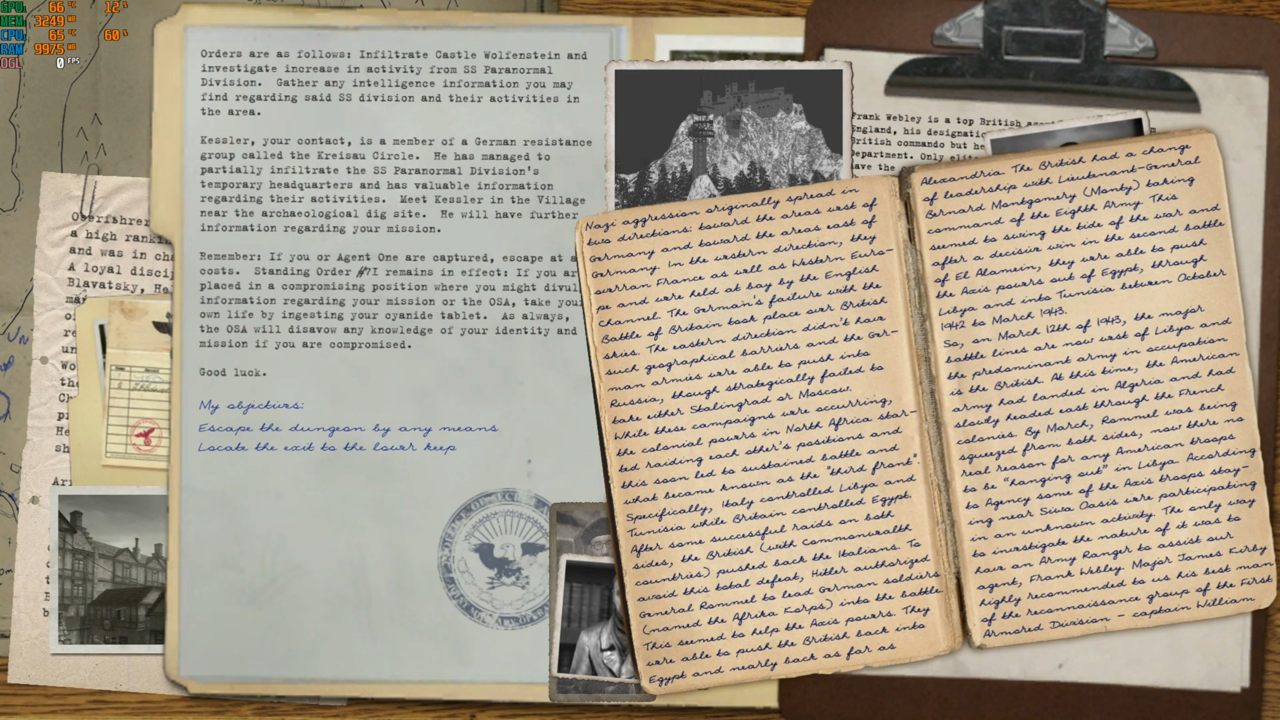 GPU: 66 °C 12 %
MEM: 3249 MB
CPU: 65 °C 60 %
RAM 9975 MB
OGL 0 FPS
Orders are as follows: Infiltrate Castle Wolfenstein and
investigate increase in activity from SS Paranormal
Division. Gather any intelligence information you may
find regarding said SS division and their activities in
the area.
Kessler, your contact, is a member of a German resistance
group called the Kreisau Circle. He has managed to
partially infiltrate the SS Paranormal Division's
temporary headquarters and has valuable information
regarding their activities. Meet Kessler in the Village
near the archaeological dig site. He will have further
information regarding your mission.
Remember: If you or Agent One are captured, escape at a
costs. Standing Order #71 remains in effect: If you ar
placed in a compromising position where you might divul
information regarding your mission or the OSA, take you
own life by ingesting your cyanide tablet. As always,
the OSA will disavow any knowledge of your identity and
mission if you are compromised.
Good luck.
My objectives:
Escape the dungeon by any means
Locate the exit to the lower keep
Oberfuhrer
a high ranki
and was in cha
A loyal disci
Blavatsky, He
Frank Webley is a top British
England, his designatio
British commando but he
Department. Only
have the
Nazi aggression originally spread in
two directions: toward the areas west of
Germany and toward the areas east of
Germany. In the western direction, they
overran France as well as Western Euro-
pe and were held at bay by the English
channel. The German's failure with the
Battle of Britain took place over British
skies. The eastern direction didn't have
such geographical barriers and the Ger-
man armies were able to push into
Russia, though strategically failed to
take either Stalingrad or Moscow.
While these campaigns were occurring,
the colonial powers in North Africa star-
ted raiding each other's positions and
this soon led to sustained battle and
what became known as the "third front".
Specifically, Italy controlled Libya and
Tunisia while Britain controlled Egypt.
After some successful raids on both
sides, the British (with Commonwealth
countries) pushed back the Italians. To
avoid this total defeat, Hitler authorized
General Rommel to lead German soldiers
(named the Afrika Korps) into the battle.
This seemed to help the Axis powers. They
were able to push the British back into
Egypt and nearly back as far as
Alexandria. The British had a change
of leadership with Lieutenant-General
Bernard Montgomery (Monty) taking
command of the Eighth Army. This
seemed to swing the tide of the war and
after a decisive win in the second battle
of El Alamein, they were able to push
the Axis powers out of Egypt, through
Libya and into Tunisia between October
1942 to March 1943.
So, on March 12th of 1943, the major
battle lines are now west of Libya and
the predominant army in occupation
is the British. At this time, the American
army had landed in Algeria and had
slowly headed east through the French
colonies. By March, Rommel was being
squeezed from both sides, now there no
real reason for any American troops
to be "hanging out" in Libya. According
to Agency some of the Axis troops stay-
ing near Siwa Oasis were participating
in an unknown activity. The only way
to investigate the nature of it was to
have an Army Ranger to assist our
agent, Frank Webley. Major James Kirby
highly recommended to us his best man
of the reconnaissance group of the First
Armored Division - captain William